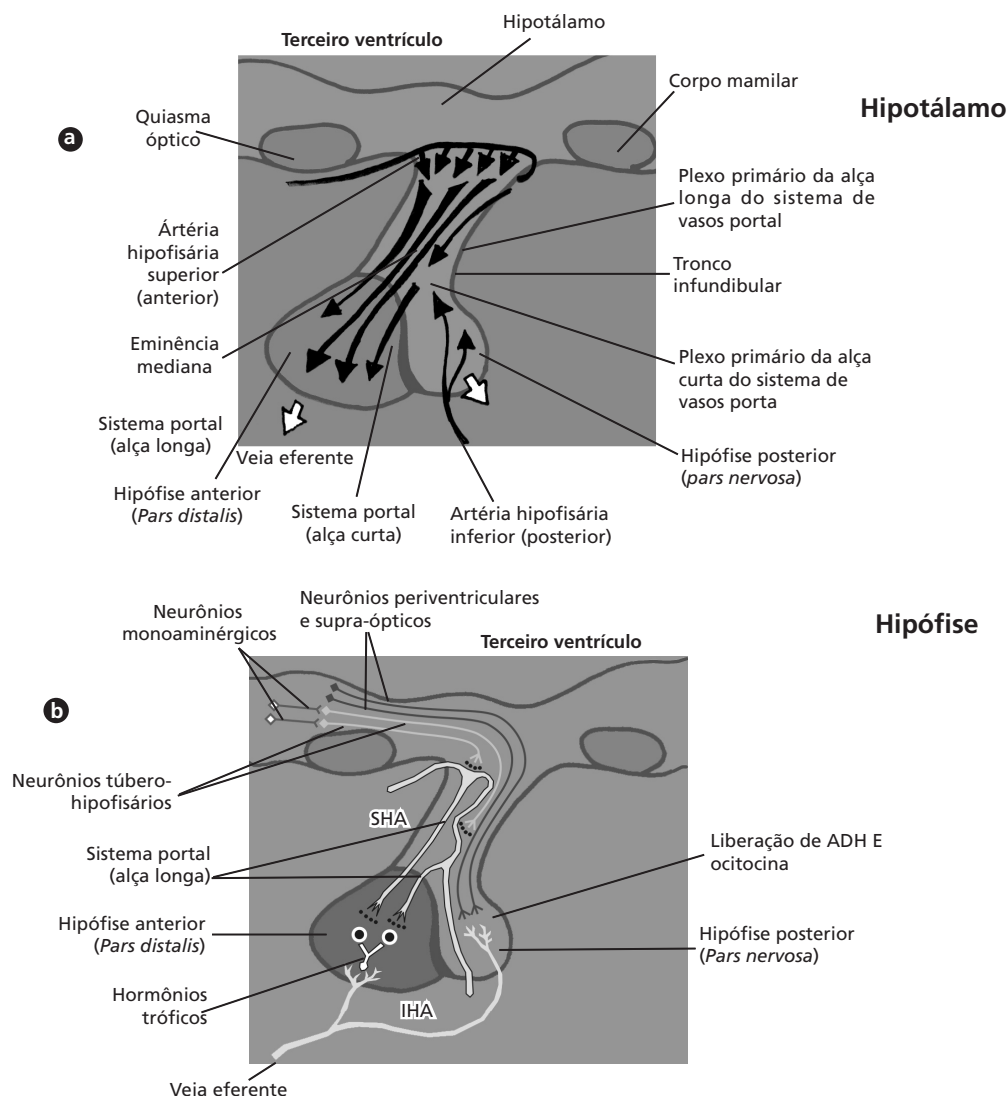 Hipotálamo
Terceiro ventrículo
Corpo mamilar
Hipotálamo
a
Quiasma
óptico
Plexo primário da alça
longa do sistema de
vasos portal
Ártéria
hipofisária
superior
(anterior)
Tronco
infundibular
Eminência
mediana
Plexo primário da alça
curta do sistema de
vasos porta
Sistema portal
(alça longa)
Veia eferente
Hipófise posterior
(pars nervosa)
Hipófise anterior
(Pars distalis)
Sistema portal
(alça curta)
Artéria hipofisária
inferior (posterior)
Neurônios
monoaminérgicos
Neurônios periventriculares
e supra-ópticos
Hipófise
Terceiro ventrículo
b
Neurônios túbero-
hipofisários
SHA
Sistema portal
(alça longa)
Liberação de ADH E
ocitocina
Hipófise anterior
(Pars distalis)
Hipófise posterior
(Pars nervosa)
Hormônios
tróficos
IHA
Veia eferente